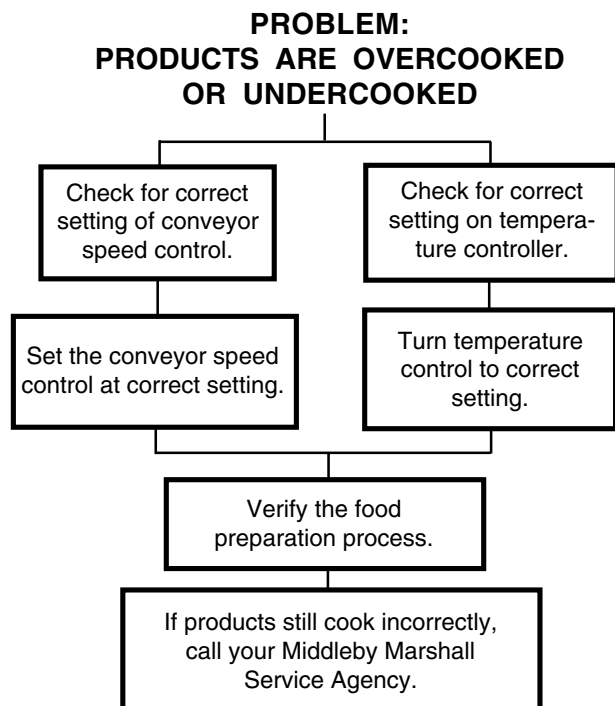 PROBLEM:
PRODUCTS ARE OVERCOOKED
OR UNDERCOOKED
Check for correct
setting of conveyor
speed control.
Check for correct
setting on tempera-
ture controller.
Set the conveyor speed
control at correct setting.
Turn temperature
control to correct
setting.
Verify the food
preparation process.
If products still cook incorrectly,
call your Middleby Marshall
Service Agency.